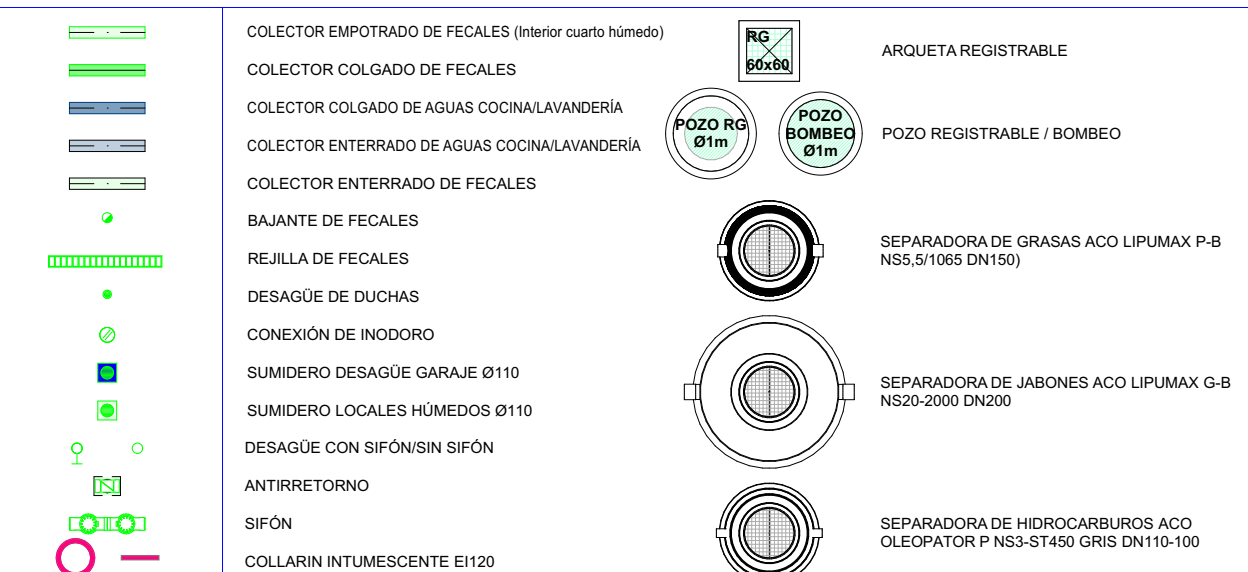 COLECTOR EMPOTRADO DE FECALES (Interior cuarto húmedo)
COLECTOR COLGADO DE FECALES
COLECTOR COLGADO DE AGUAS COCINA/LAVANDERÍA
COLECTOR ENTERRADO DE AGUAS COCINA/LAVANDERÍA
COLECTOR ENTERRADO DE FECALES
BAJANTE DE FECALES
REJILLA DE FECALES
DESAGÜE DE DUCHAS
CONEXIÓN DE INODORO
SUMIDERO DESAGÜE GARAJE Ø110
SUMIDERO LOCALES HÚMEDOS Ø110
DESAGÜE CON SIFÓN/SIN SIFÓN
ANTIRRETORNO
SIFÓN
COLLARIN INTUMESCENTE EI120
RG
60x60
ARQUETA REGISTRABLE
POZO RG
Ø1m
POZO
BOMBEO
Ø1m
POZO REGISTRABLE / BOMBEO
SEPARADORA DE GRASAS ACO LIPUMAX P-B
NS5,5/1065 DN150)
SEPARADORA DE JABONES ACO LIPUMAX G-B
NS20-2000 DN200
SEPARADORA DE HIDROCARBUROS ACO
OLEOPATOR P NS3-ST450 GRIS DN110-100